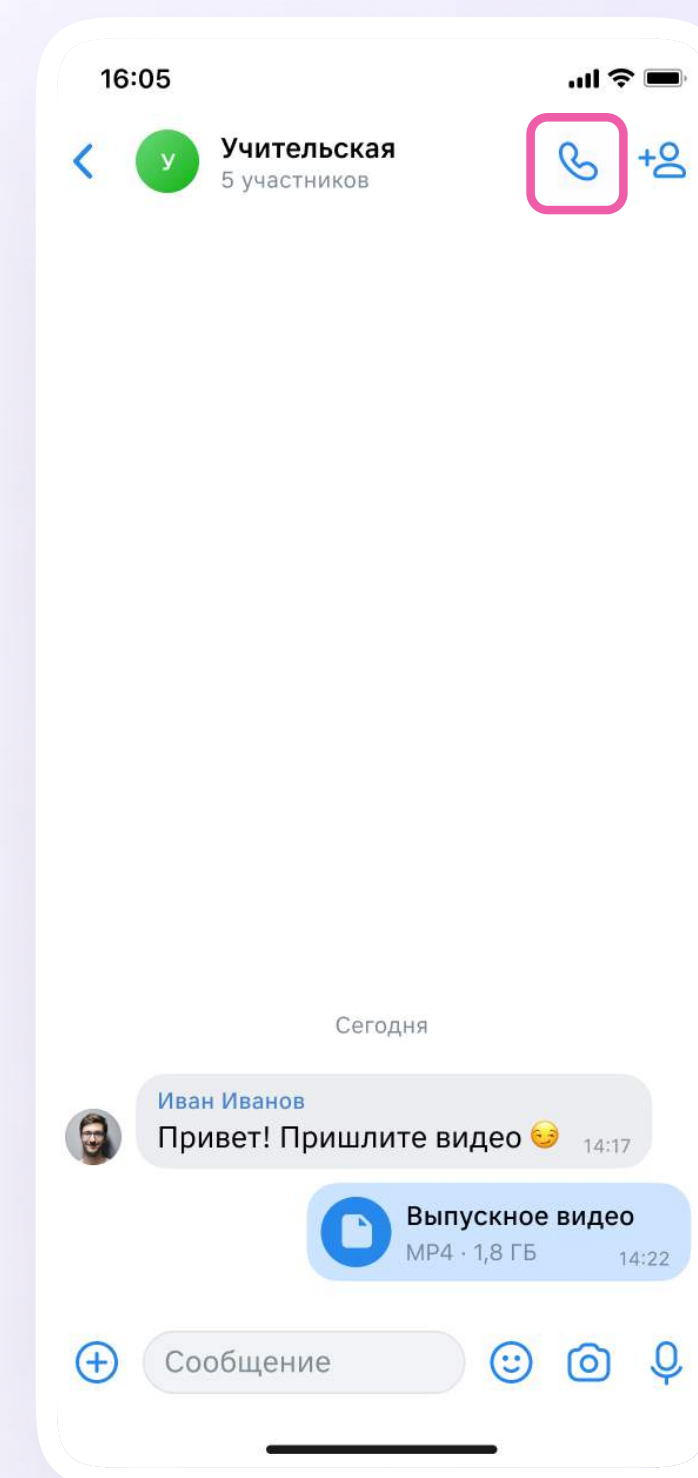 16:05
У
Учительская
5 участников
Сегодня
Иван Иванов
Привет! Пришлите видео 😏 14:17
Выпускное видео
MP4 · 1,8 ГБ 14:22
Сообщение